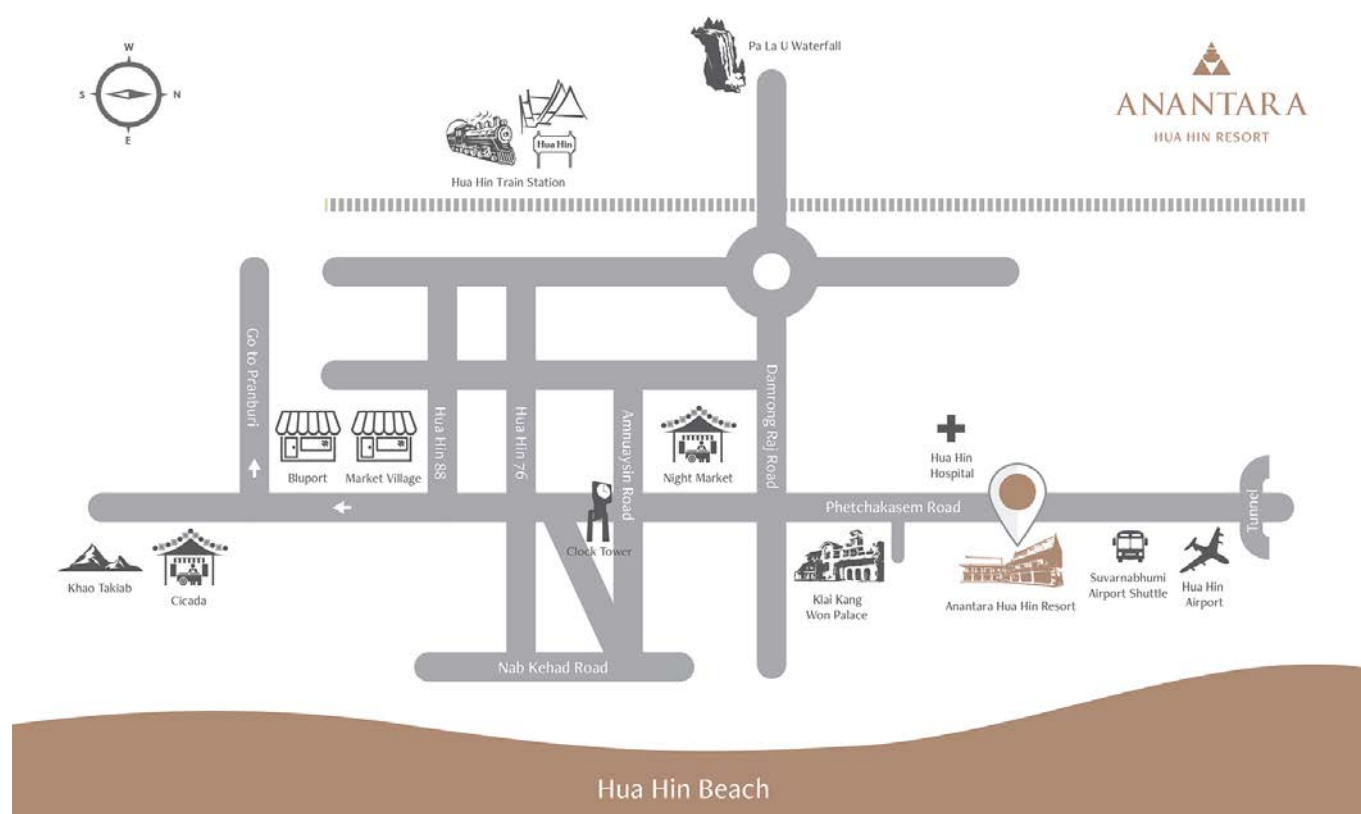 W
S
N
E
Pa La U Waterfall
ANANTARA
HUA HIN RESORT
Hua Hin
Hua Hin Train Station
Go to Pranburi
Bluport
Market Village
Hua Hin 88
Hua Hin 76
Amnuaysin Road
Night Market
Damrong Raj Road
Hua Hin
Hospital
Phetchakasem Road
Tunnel
Khao Takiab
Cicada
Clock Tower
Klai Kang
Won Palace
Anantara Hua Hin Resort
Suvarnabhumi
Airport Shuttle
Hua Hin
Airport
Nab Kehad Road
Hua Hin Beach